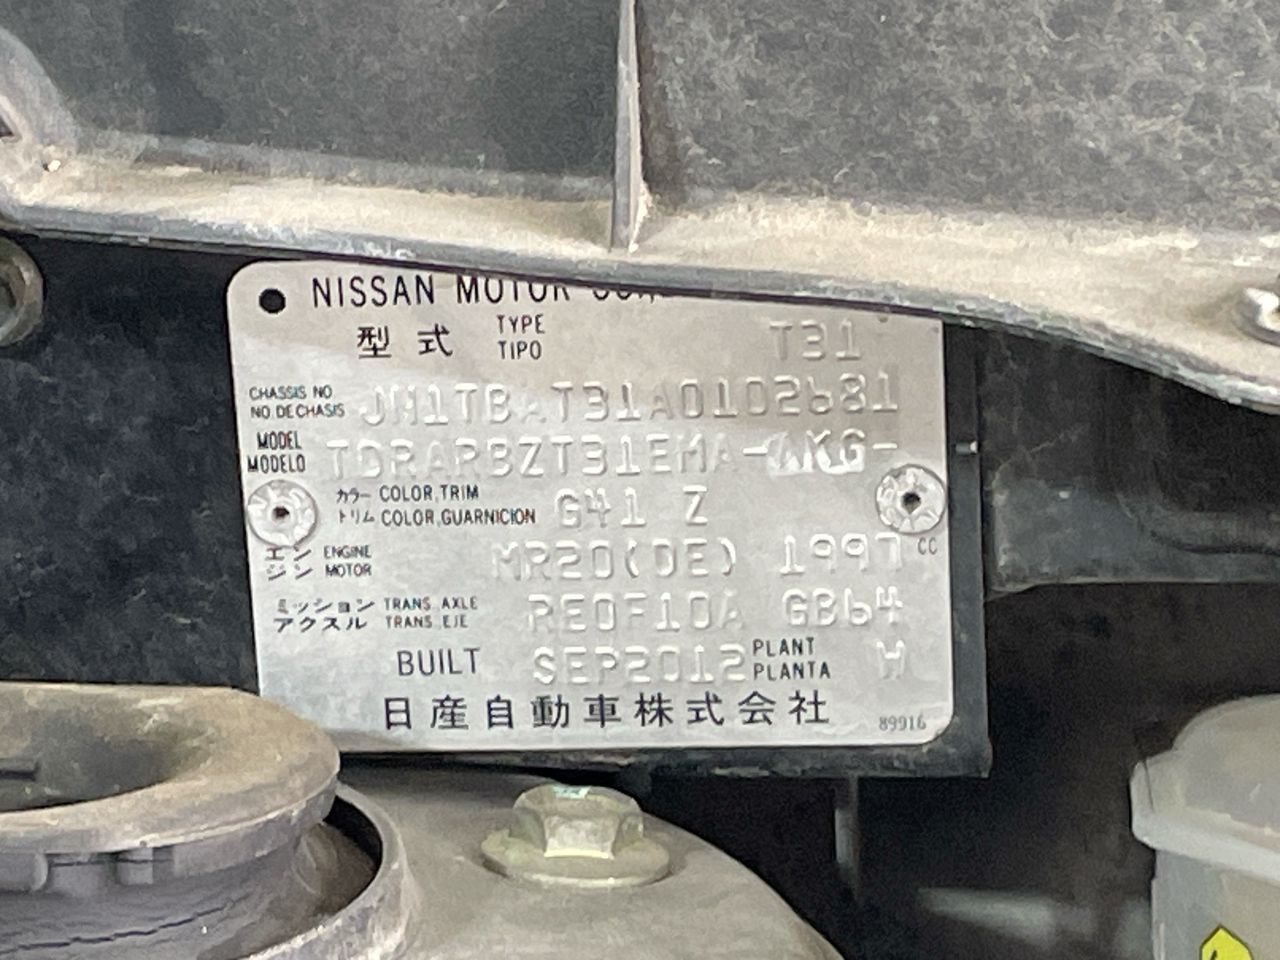 NISSAN MOTOR
型式 TYPE TIPO T31
CHASSIS NO. NO. DE CHASIS JN1TBAT31A0102681
MODEL MODELO TDRARBZT31EMA-AKG-
カラー COLOR,TRIM トリム COLOR,GUARNICION G41 Z
エンジン ENGINE MOTOR MR20(DE) 1997 CC
ミッション TRANS. AXLE アクスル TRANS. EJE RE0F10A GB64
BUILT SEP2012 PLANT PLANTA
日産自動車株式会社 89916